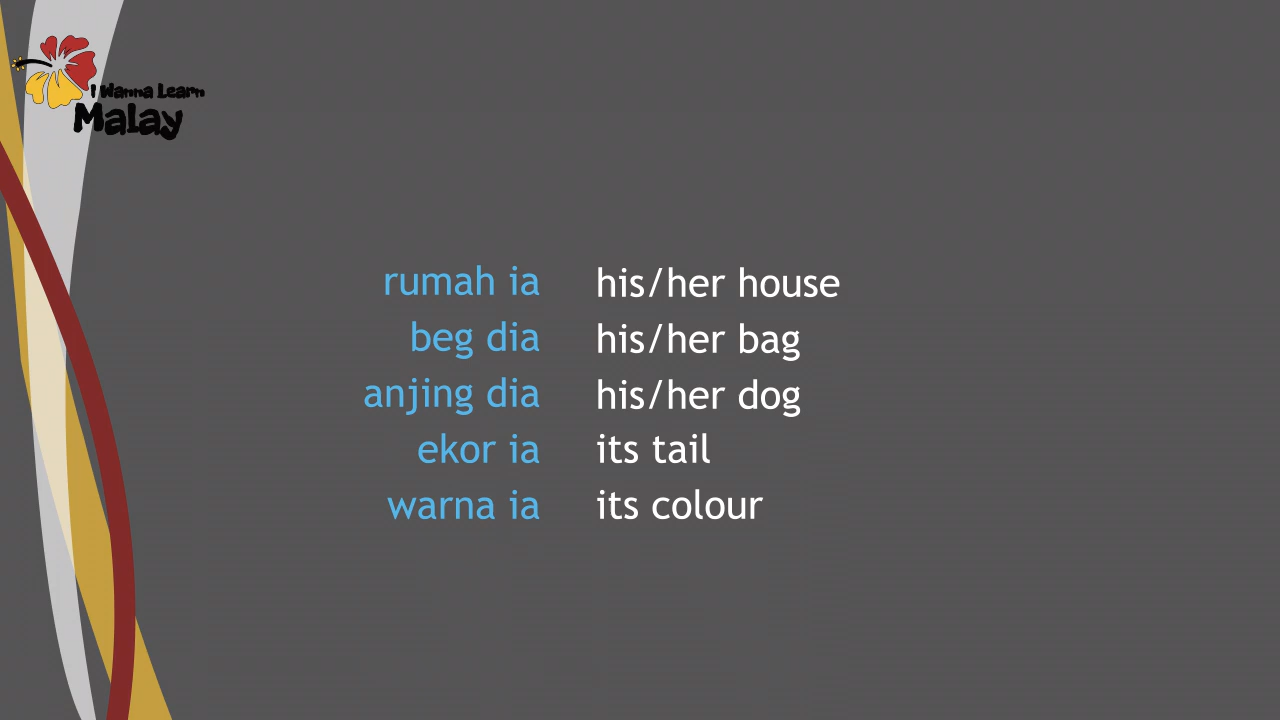 I Wanna Learn
Malay
rumah ia his/her house
beg dia his/her bag
anjing dia his/her dog
ekor ia its tail
warna ia its colour